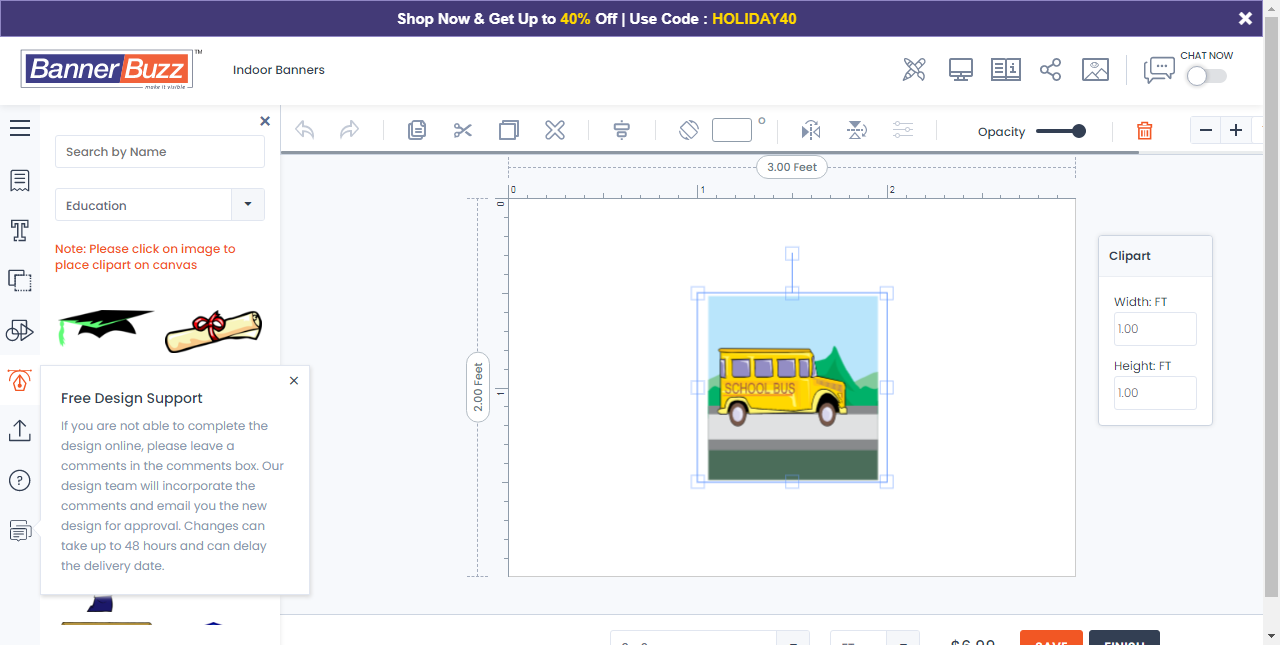 Shop Now & Get Up to 40% Off | Use Code : HOLIDAY40
BannerBuzz
TM
make it visible
Indoor Banners
CHAT NOW
Search by Name
Opacity
3.00 Feet
Education
0
1
2
0
Note: Please click on image to
place clipart on canvas
Clipart
Width: FT
1.00
Height: FT
1.00
2.00 Feet
1
SCHOOL BUS
Free Design Support
If you are not able to complete the
design online, please leave a
comments in the comments box. Our
design team will incorporate the
comments and email you the new
design for approval. Changes can
take up to 48 hours and can delay
the delivery date.
$6.99
SAVE
FINISH